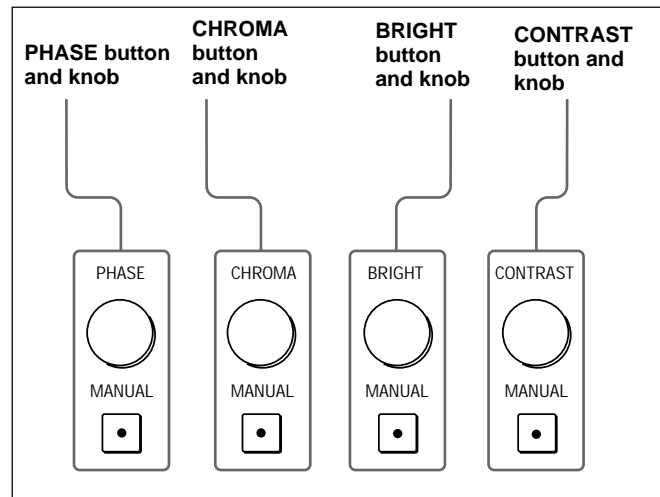 PHASE button
and knob
CHROMA
button
and knob
BRIGHT
button
and knob
CONTRAST
button and
knob
PHASE
CHROMA
BRIGHT
CONTRAST
MANUAL
MANUAL
MANUAL
MANUAL